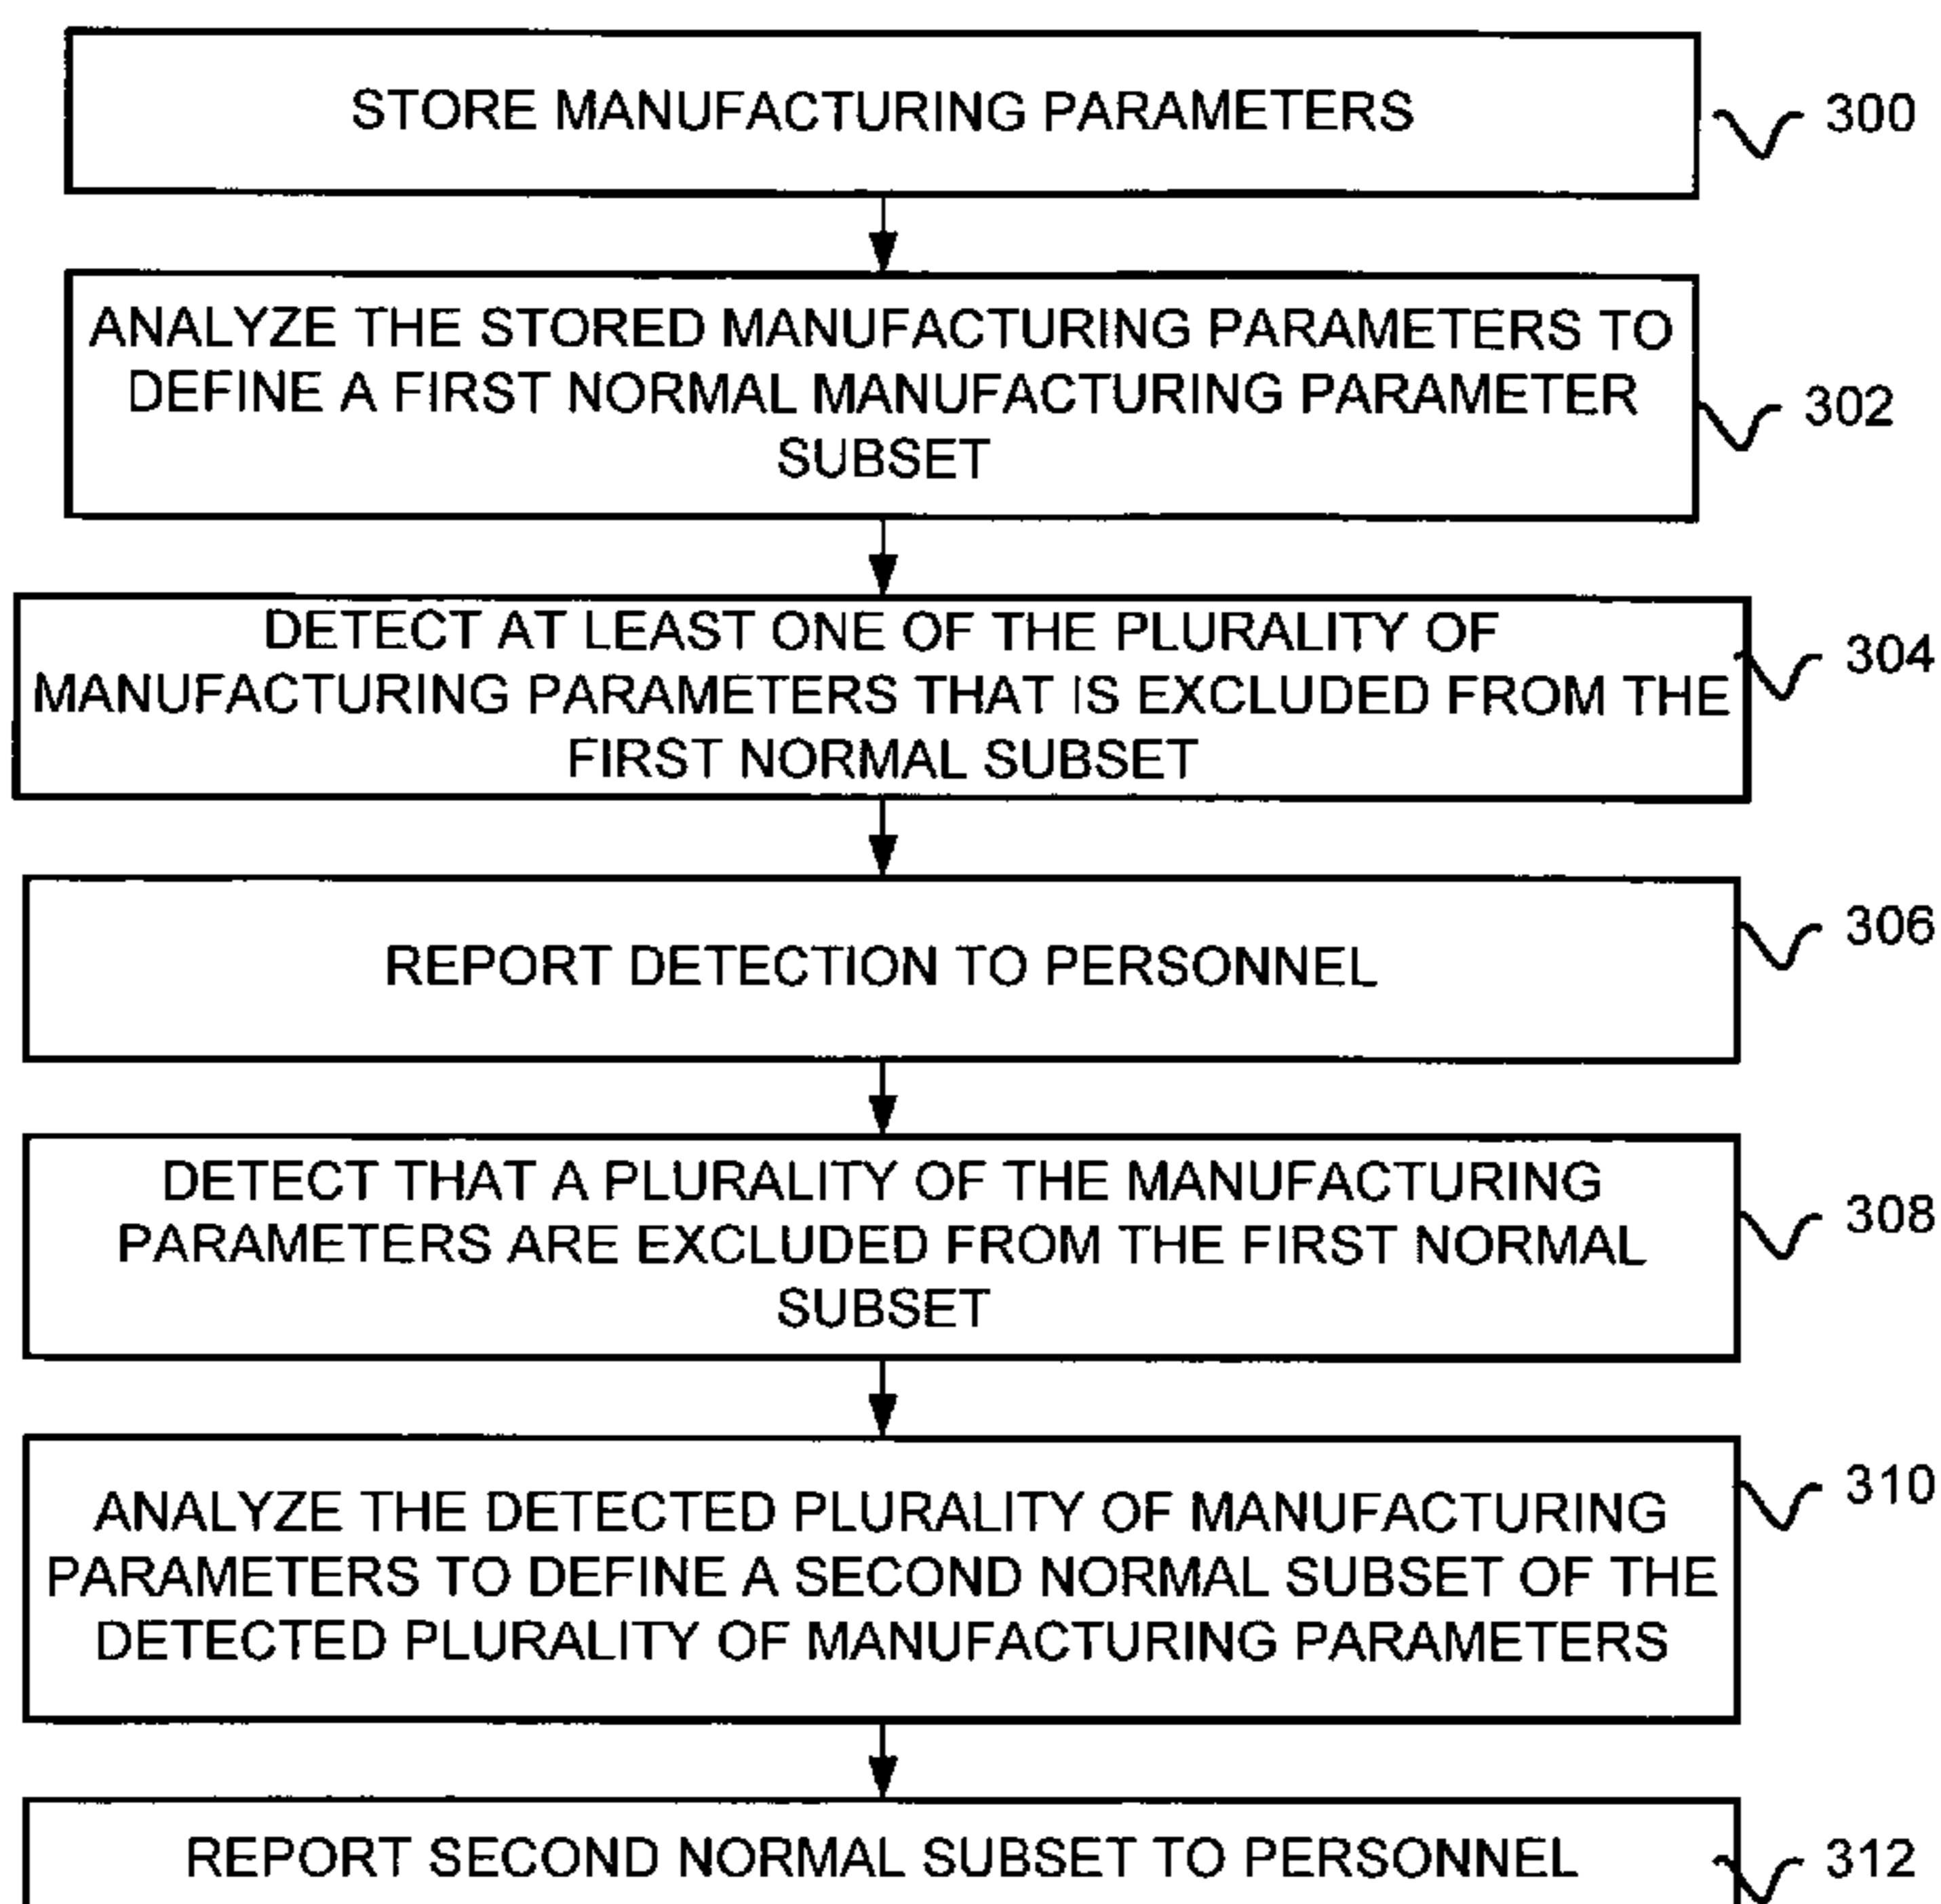 STORE MANUFACTURING PARAMETERS
300
ANALYZE THE STORED MANUFACTURING PARAMETERS TO
DEFINE A FIRST NORMAL MANUFACTURING PARAMETER
SUBSET
302
DETECT AT LEAST ONE OF THE PLURALITY OF
MANUFACTURING PARAMETERS THAT IS EXCLUDED FROM THE
FIRST NORMAL SUBSET
304
REPORT DETECTION TO PERSONNEL
306
DETECT THAT A PLURALITY OF THE MANUFACTURING
PARAMETERS ARE EXCLUDED FROM THE FIRST NORMAL
SUBSET
308
ANALYZE THE DETECTED PLURALITY OF MANUFACTURING
PARAMETERS TO DEFINE A SECOND NORMAL SUBSET OF THE
DETECTED PLURALITY OF MANUFACTURING PARAMETERS
310
REPORT SECOND NORMAL SUBSET TO PERSONNEL
312